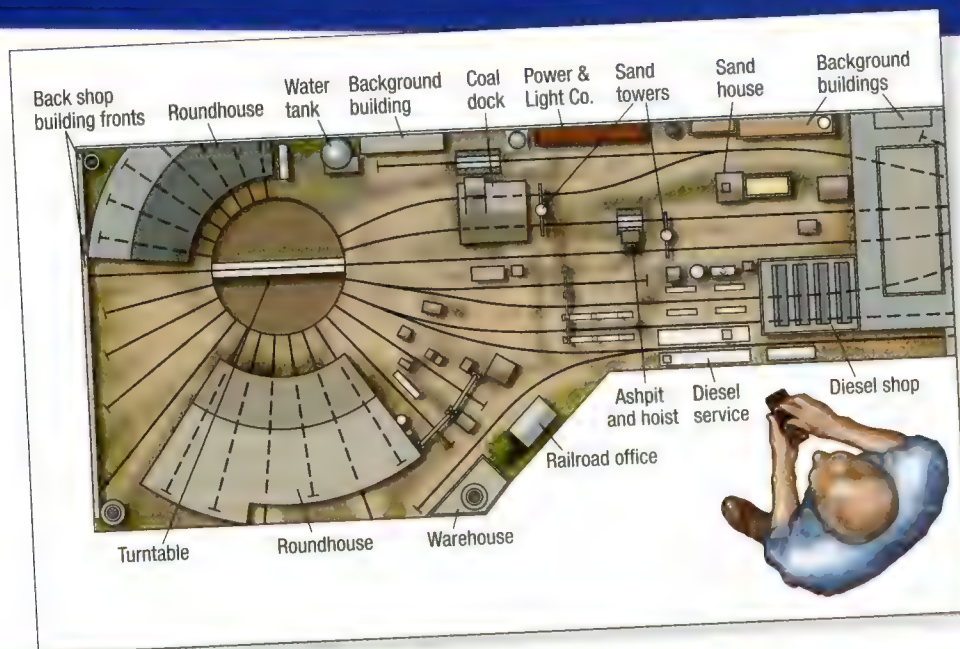 Back shop
building fronts
Roundhouse
Water
tank
Background
building
Coal
dock
Power &
Light Co.
Sand
towers
Sand
house
Background
buildings
Ashpit
and hoist
Diesel
service
Diesel shop
Railroad office
Turntable
Roundhouse
Warehouse